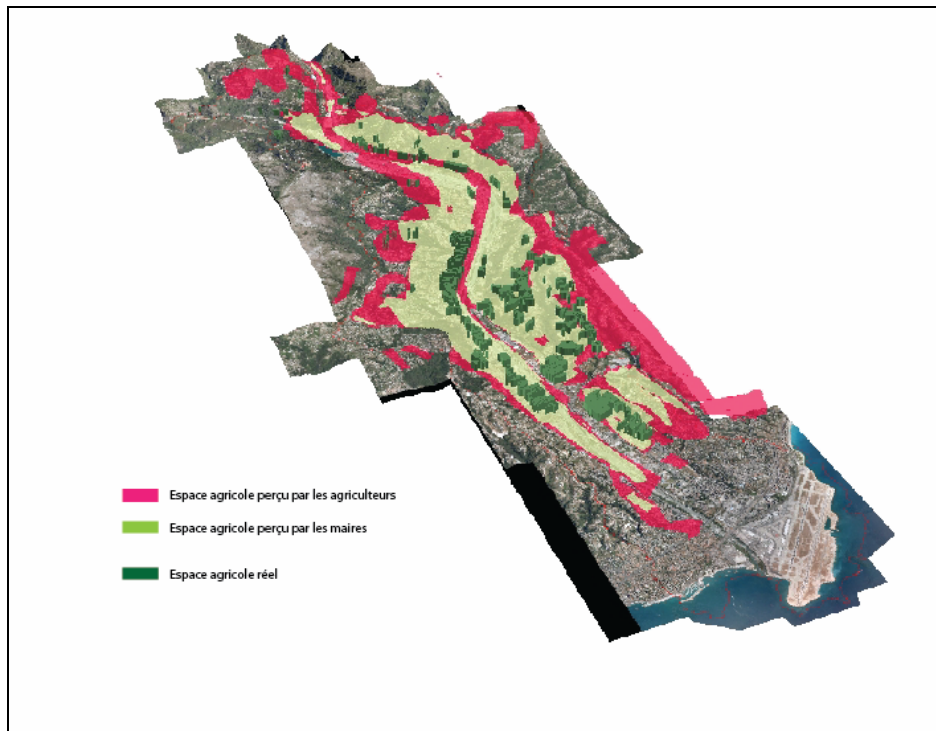 Espace agricole perçu par les agriculteurs
Espace agricole perçu par les maires
Espace agricole réel